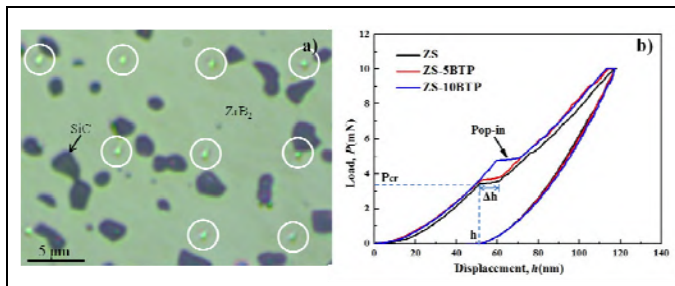 a)
SiC
ZrB₂
5 μm
b)
ZS
ZS-5BTP
ZS-10BTP
Pop-in
Pcr
Δh
h
Load, P(mN)
12
10
8
6
4
2
0
0 20 40 60 80 100 120 140
Displacement, h(nm)